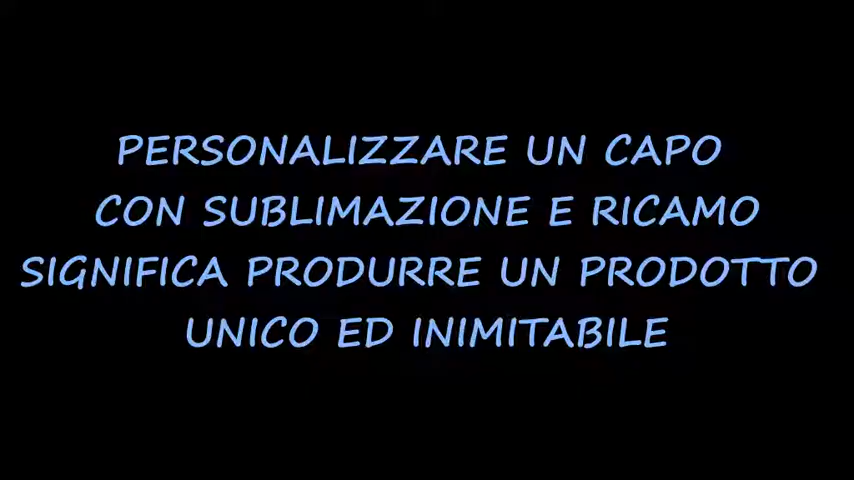 PERSONALIZZARE UN CAPO
CON SUBLIMAZIONE E RICAMO
SIGNIFICA PRODURRE UN PRODOTTO
UNICO ED INIMITABILE